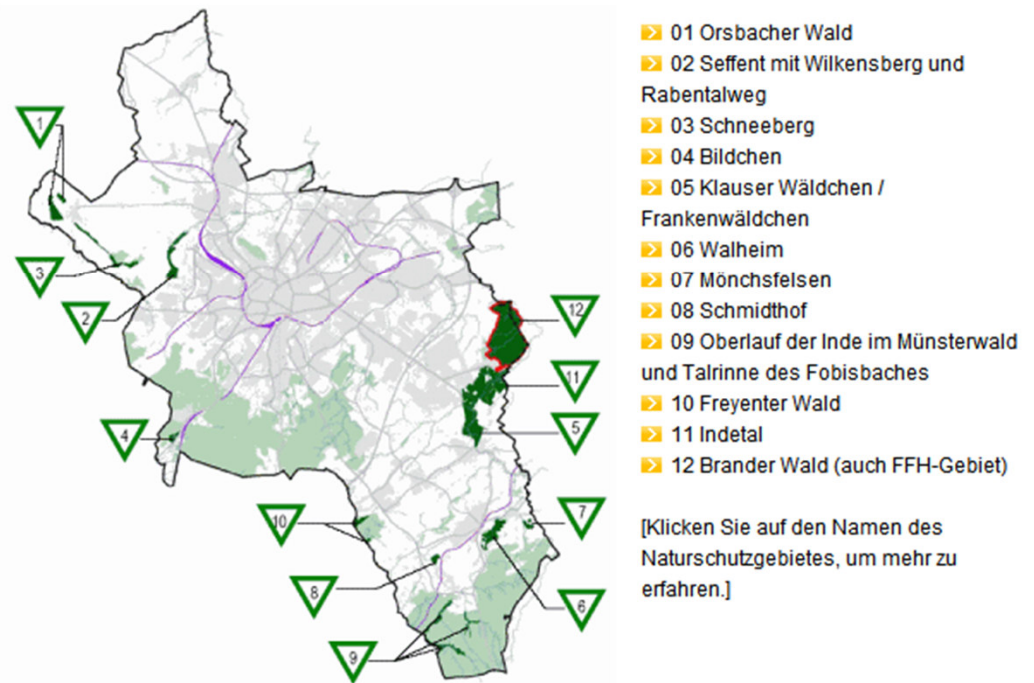 1
3
2
4
10
8
9
12
11
5
7
6
01 Orsbacher Wald
02 Seffent mit Wilkensberg und
Rabentalweg
03 Schneeberg
04 Bildchen
05 Klauser Wäldchen /
Frankenwäldchen
06 Walheim
07 Mönchsfelsen
08 Schmidthof
09 Oberlauf der Inde im Münsterwald
und Talrinne des Fobisbaches
10 Freyenter Wald
11 Indetal
12 Brander Wald (auch FFH-Gebiet)
[Klicken Sie auf den Namen des
Naturschutzgebietes, um mehr zu
erfahren.]